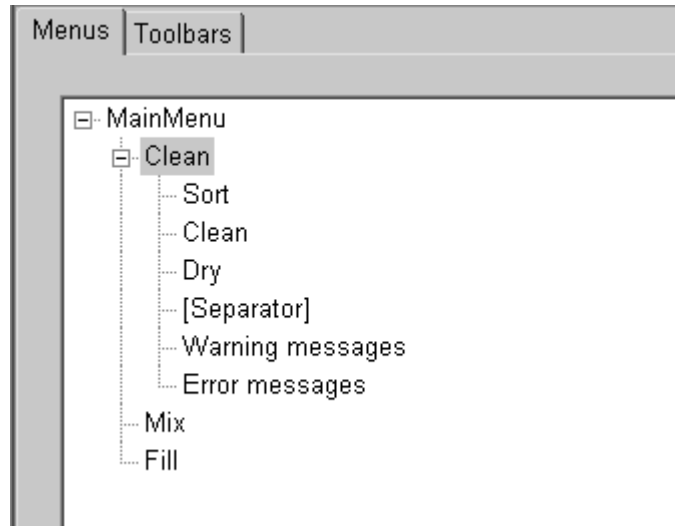 Menus Toolbars
MainMenu
Clean
Sort
Clean
Dry
[Separator]
Warning messages
Error messages
Mix
Fill